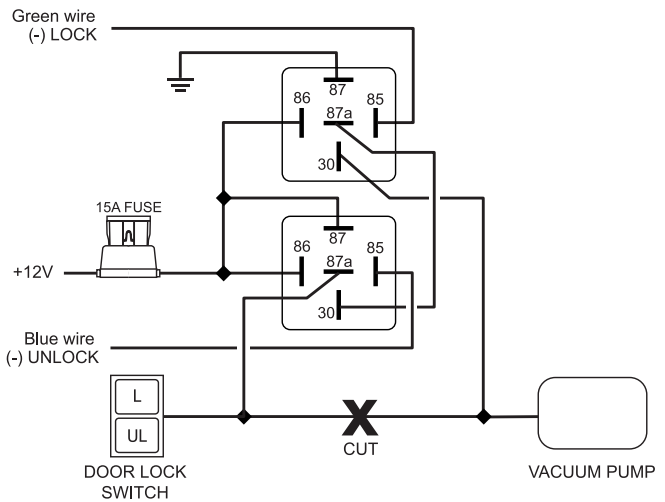 Green wire
(-) LOCK
87
86
85
87a
30
15A FUSE
87
86
85
87a
+12V
30
Blue wire
(-) UNLOCK
L
UL
CUT
DOOR LOCK
SWITCH
VACUUM PUMP